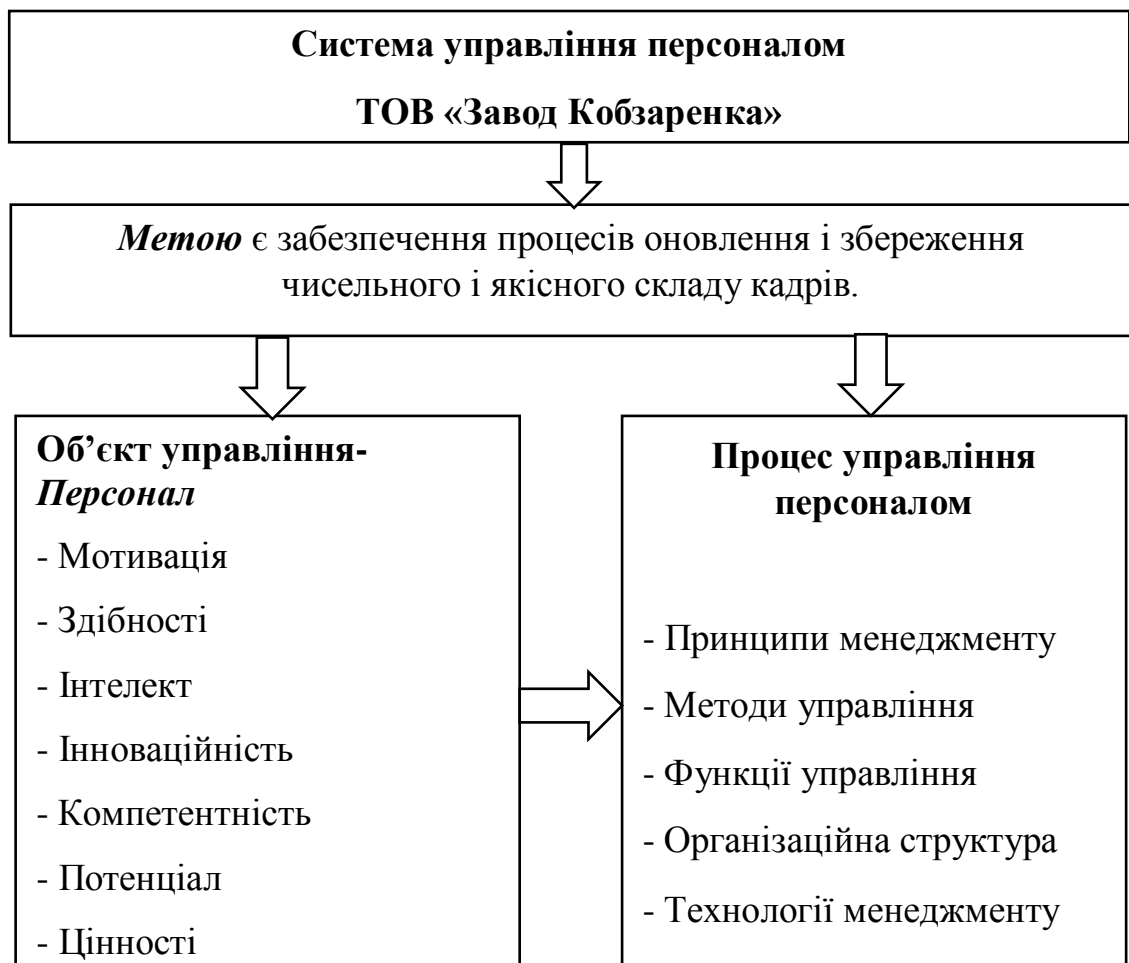 Система управління персоналом
ТОВ «Завод Кобзаренка»
Метою є забезпечення процесів оновлення і збереження
чисельного і якісного складу кадрів.
Об’єкт управління-
Персонал
- Мотивація
- Здібності
- Інтелект
- Інноваційність
- Компетентність
- Потенціал
- Цінності
Процес управління
персоналом
- Принципи менеджменту
- Методи управління
- Функції управління
- Організаційна структура
- Технології менеджменту